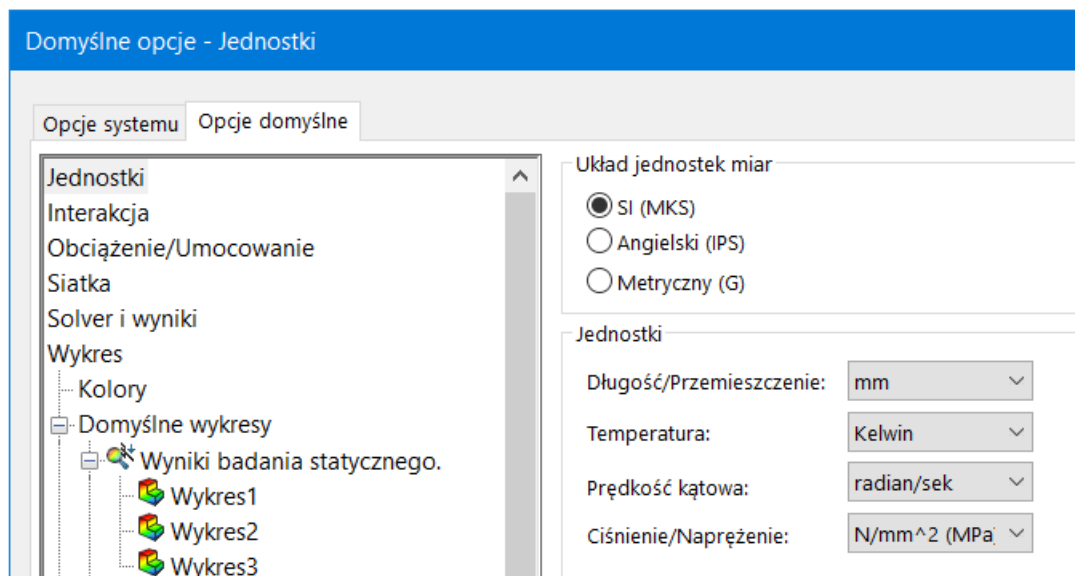 Domyślne opcje - Jednostki
Opcje systemu
Opcje domyślne
Jednostki
Interakcja
Obciążenie/Umocowanie
Siatka
Solver i wyniki
Wykres
Kolory
Domyślne wykresy
Wyniki badania statycznego.
Wykres1
Wykres2
Wykres3
Układ jednostek miar
SI (MKS)
Angielski (IPS)
Metryczny (G)
Jednostki
Długość/Przemieszczenie: mm
Temperatura: Kelwin
Prędkość kątowa: radian/sek
Ciśnienie/Naprężenie: N/mm^2 (MPa